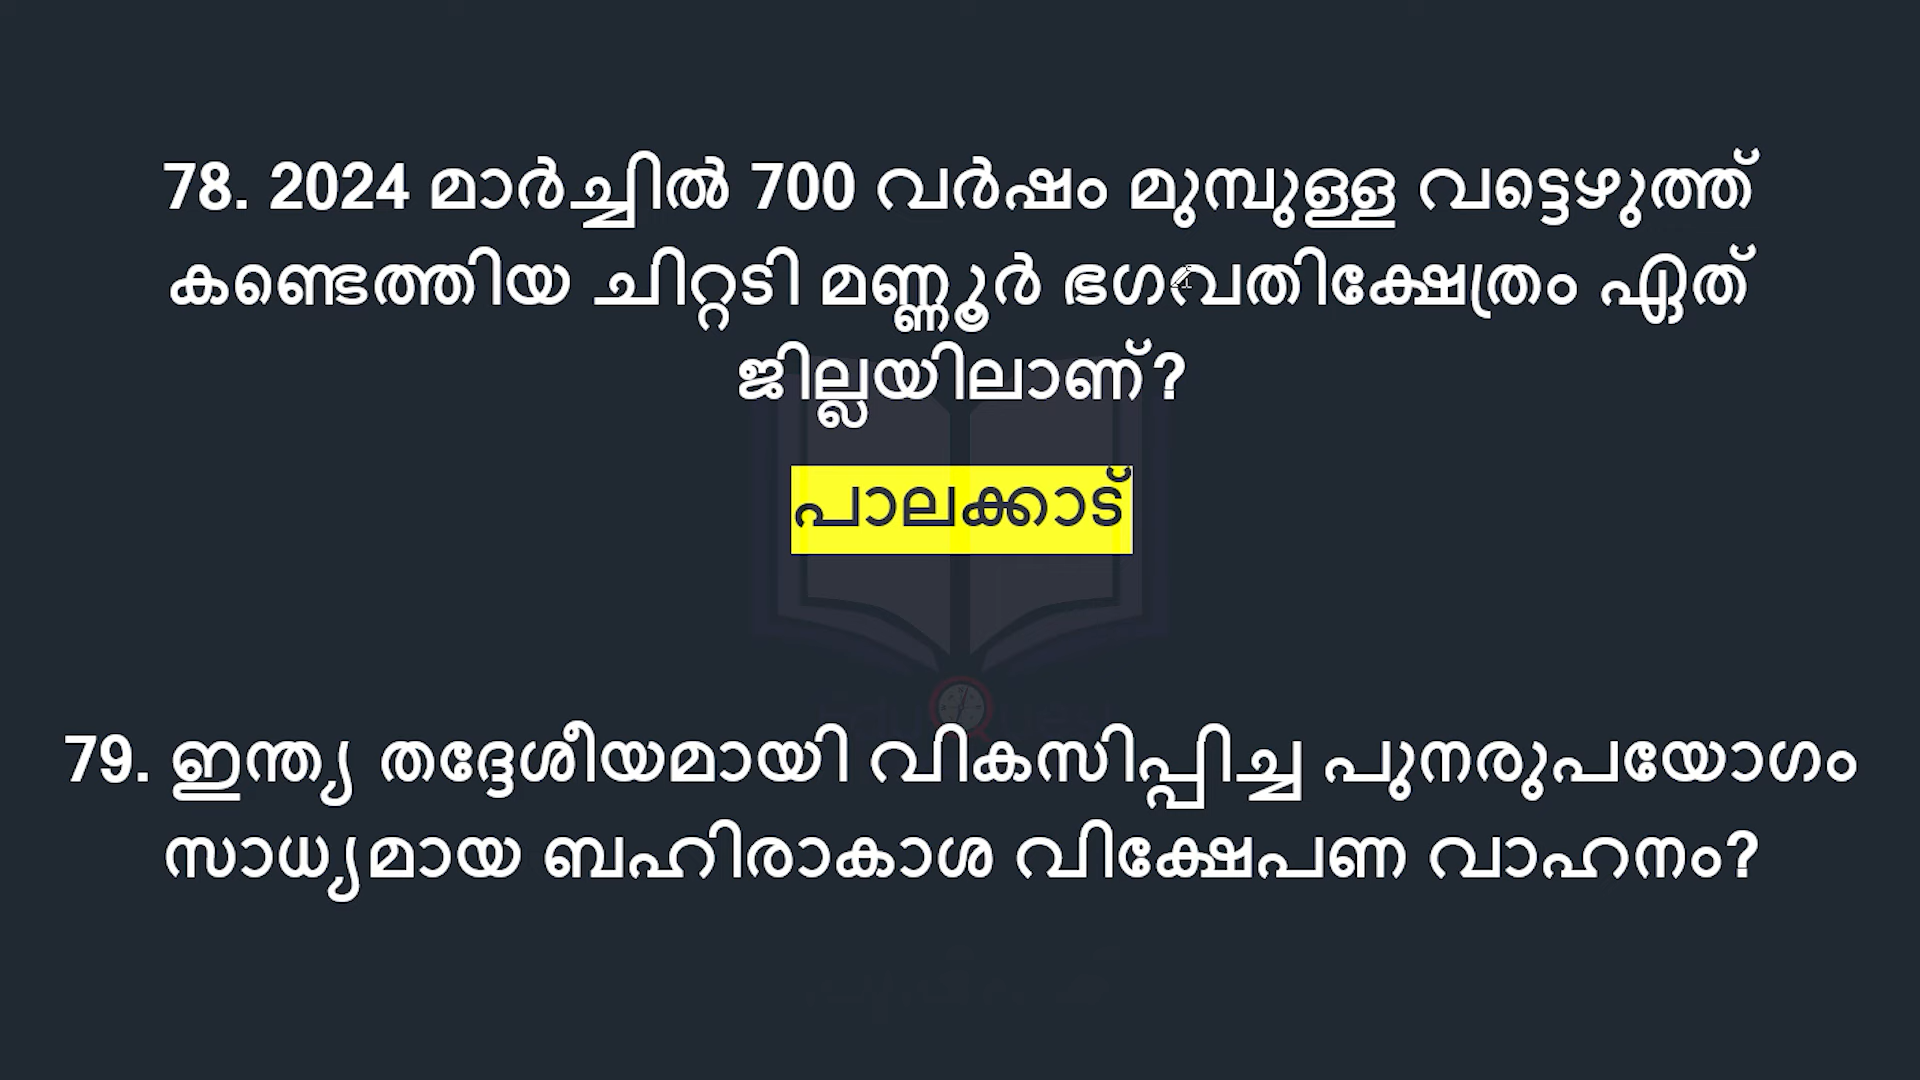 78. 2024 മാർച്ചിൽ 700 വർഷം മുമ്പുള്ള വട്ടെഴുത്ത്
കണ്ടെത്തിയ ചിറ്റടി മണ്ണൂർ ഭഗവതിക്ഷേത്രം ഏത്
ജില്ലയിലാണ്?
പാലക്കാട്
79. ഇന്ത്യ തദ്ദേശീയമായി വികസിപ്പിച്ച പുനരുപയോഗം
സാധ്യമായ ബഹിരാകാശ വിക്ഷേപണ വാഹനം?